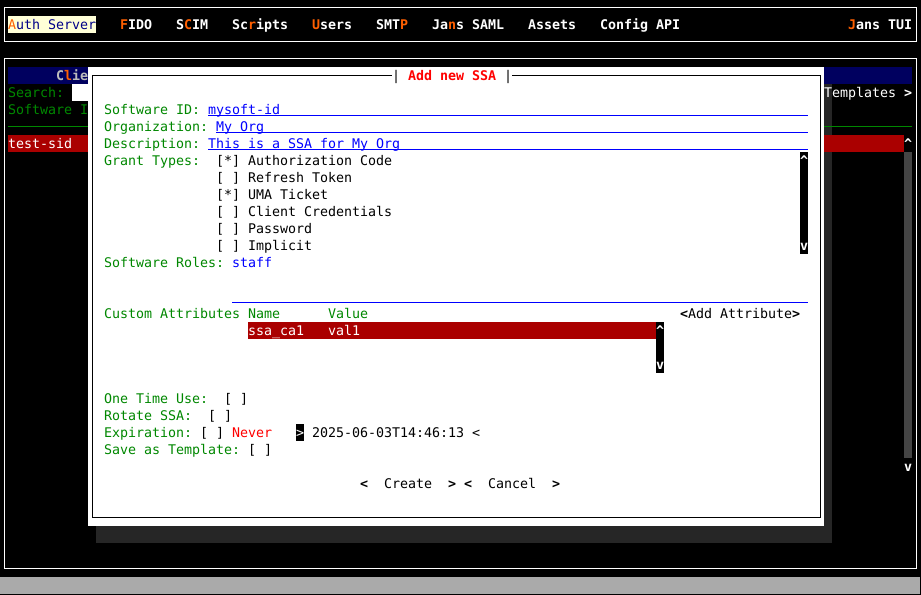 Auth Server FIDO SCIM Scripts Users SMTP Jans SAML Assets Config API Jans TUI
Clie
| Add new SSA |
Search: Templates >
Software I
Software ID: mysoft-id
Organization: My Org
Description: This is a SSA for My Org
test-sid ^
Grant Types: [*] Authorization Code ^
[ ] Refresh Token
[*] UMA Ticket
[ ] Client Credentials
[ ] Password
[ ] Implicit v
Software Roles: staff
Custom Attributes Name Value <Add Attribute>
ssa_ca1 val1 ^
v
One Time Use: [ ]
Rotate SSA: [ ]
Expiration: [ ] Never > 2025-06-03T14:46:13 <
Save as Template: [ ]
v
< Create > < Cancel >